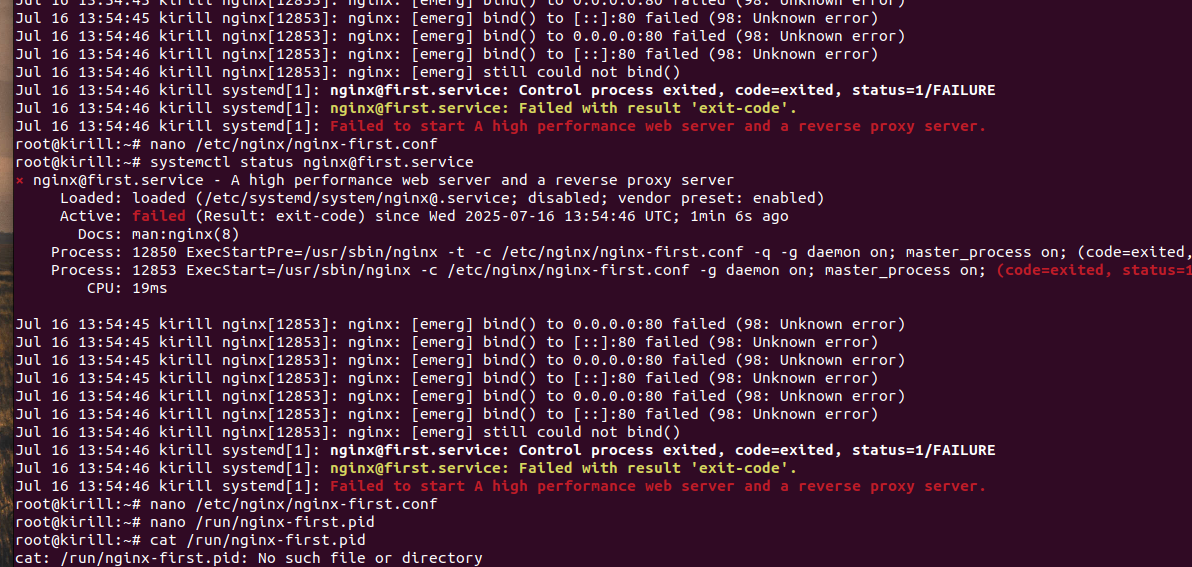 Jul 16 13:54:46 kirill nginx[12853]: nginx: [emerg] bind() to 0.0.0.0:80 failed (98: Unknown error)
Jul 16 13:54:46 kirill nginx[12853]: nginx: [emerg] bind() to [::]:80 failed (98: Unknown error)
Jul 16 13:54:46 kirill nginx[12853]: nginx: [emerg] bind() to 0.0.0.0:80 failed (98: Unknown error)
Jul 16 13:54:46 kirill nginx[12853]: nginx: [emerg] bind() to [::]:80 failed (98: Unknown error)
Jul 16 13:54:46 kirill nginx[12853]: nginx: [emerg] still could not bind()
Jul 16 13:54:46 kirill systemd[1]: nginx@first.service: Control process exited, code=exited, status=1/FAILURE
Jul 16 13:54:46 kirill systemd[1]: nginx@first.service: Failed with result 'exit-code'.
Jul 16 13:54:46 kirill systemd[1]: Failed to start A high performance web server and a reverse proxy server.
root@kirill:~# nano /etc/nginx/nginx-first.conf
root@kirill:~# systemctl status nginx@first.service
× nginx@first.service - A high performance web server and a reverse proxy server
Loaded: loaded (/etc/systemd/system/nginx@.service; disabled; vendor preset: enabled)
Active: failed (Result: exit-code) since Wed 2025-07-16 13:54:46 UTC; 1min 6s ago
Docs: man:nginx(8)
Process: 12850 ExecStartPre=/usr/sbin/nginx -t -c /etc/nginx/nginx-first.conf -q -g daemon on; master_process on; (code=exited,
Process: 12853 ExecStart=/usr/sbin/nginx -c /etc/nginx/nginx-first.conf -g daemon on; master_process on; (code=exited, status=1
CPU: 19ms
Jul 16 13:54:45 kirill nginx[12853]: nginx: [emerg] bind() to 0.0.0.0:80 failed (98: Unknown error)
Jul 16 13:54:45 kirill nginx[12853]: nginx: [emerg] bind() to [::]:80 failed (98: Unknown error)
Jul 16 13:54:45 kirill nginx[12853]: nginx: [emerg] bind() to 0.0.0.0:80 failed (98: Unknown error)
Jul 16 13:54:45 kirill nginx[12853]: nginx: [emerg] bind() to [::]:80 failed (98: Unknown error)
Jul 16 13:54:46 kirill nginx[12853]: nginx: [emerg] bind() to 0.0.0.0:80 failed (98: Unknown error)
Jul 16 13:54:46 kirill nginx[12853]: nginx: [emerg] bind() to [::]:80 failed (98: Unknown error)
Jul 16 13:54:46 kirill nginx[12853]: nginx: [emerg] still could not bind()
Jul 16 13:54:46 kirill systemd[1]: nginx@first.service: Control process exited, code=exited, status=1/FAILURE
Jul 16 13:54:46 kirill systemd[1]: nginx@first.service: Failed with result 'exit-code'.
Jul 16 13:54:46 kirill systemd[1]: Failed to start A high performance web server and a reverse proxy server.
root@kirill:~# nano /etc/nginx/nginx-first.conf
root@kirill:~# nano /run/nginx-first.pid
root@kirill:~# cat /run/nginx-first.pid
cat: /run/nginx-first.pid: No such file or directory